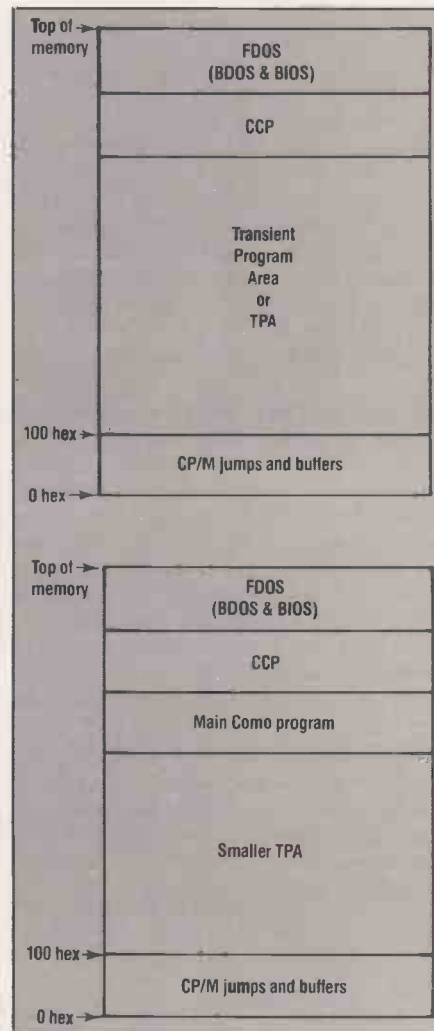 Top of
memory
FDOS
(BDOS & BIOS)
CCP
Transient
Program
Area
or
TPA
100 hex
CP/M jumps and buffers
0 hex
Top of
memory
FDOS
(BDOS & BIOS)
CCP
Main Como program
Smaller TPA
100 hex
CP/M jumps and buffers
0 hex